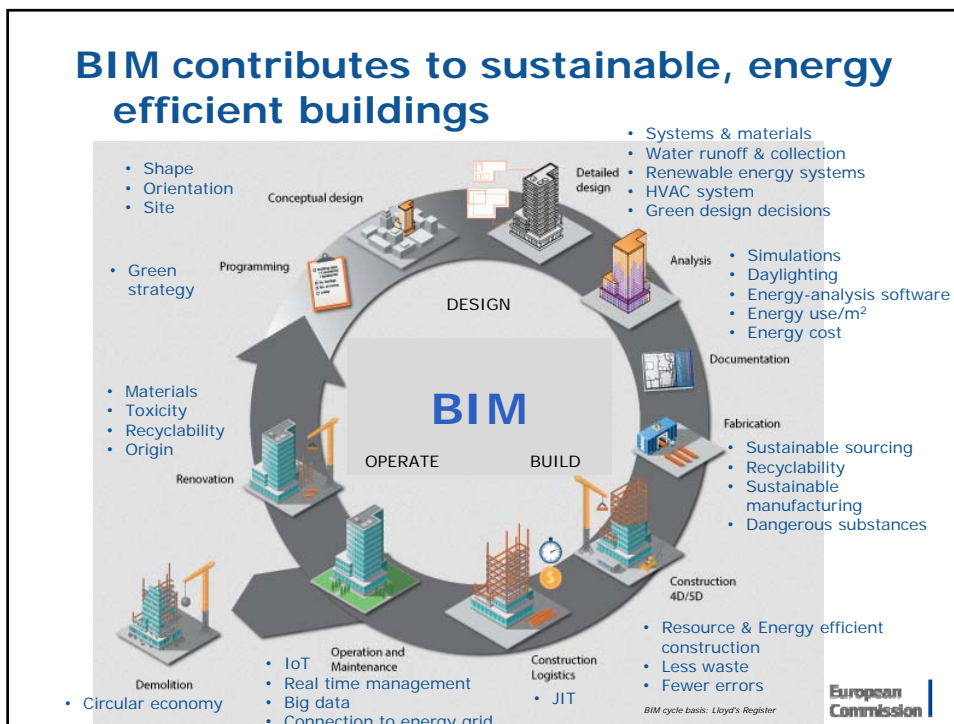 BIM contributes to sustainable, energy
efficient buildings
• Shape
• Orientation
• Site
Conceptual design
Detailed
design
• Systems & materials
• Water runoff & collection
• Renewable energy systems
• HVAC system
• Green design decisions
• Green
strategy
Programming
DESIGN
Analysis
• Simulations
• Daylighting
• Energy-analysis software
• Energy use/m²
• Energy cost
Documentation
• Materials
• Toxicity
• Recyclability
• Origin
Renovation
BIM
OPERATE
BUILD
Fabrication
• Sustainable sourcing
• Recyclability
• Sustainable
manufacturing
• Dangerous substances
Construction
4D/5D
• Resource & Energy efficient
construction
• Less waste
• Fewer errors
Construction
Logistics
• JIT
Operation and
Maintenance
• IoT
• Real time management
• Big data
• Connection to energy grid
Demolition
• Circular economy
BIM cycle basis: Lloyd's Register
European
Commission